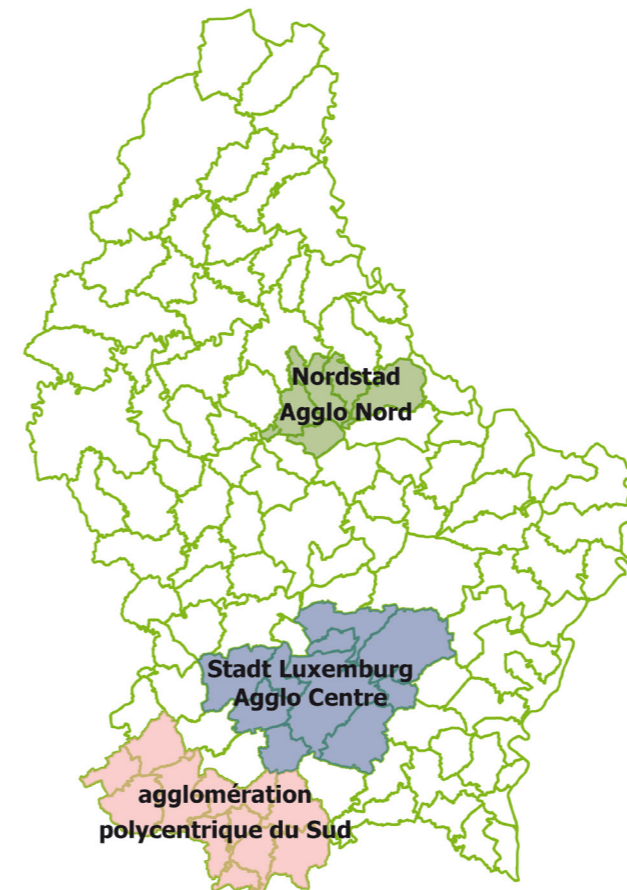 Nordstad
Agglo Nord
Stadt Luxemburg
Agglo Centre
agglomération
polycentrique du Sud